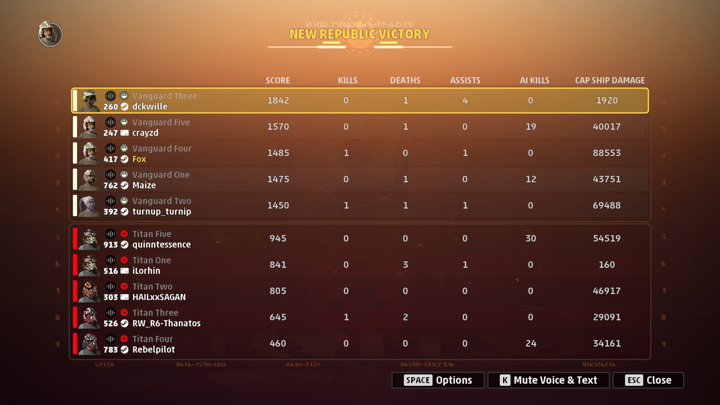 NEW REPUBLIC VICTORY
SCORE KILLS DEATHS ASSISTS AI KILLS CAP SHIP DAMAGE
Vanguard Three
260 dckwille 1842 0 1 4 0 1920
Vanguard Five
247 crayzd 1570 0 1 0 19 40017
Vanguard Four
417 Fox 1485 1 0 1 0 88553
Vanguard One
762 Maize 1475 0 1 0 12 43751
Vanguard Two
392 turnup_turnip 1450 1 1 1 0 69488
Titan Five
913 quinntessence 945 0 0 0 30 54519
Titan One
516 iLorhin 841 0 3 1 0 160
Titan Two
303 HAILxxSAGAN 805 0 0 0 0 46917
Titan Three
526 RW_R6-Thanatos 645 1 2 0 0 29091
Titan Four
783 Rebelpilot 460 0 0 0 24 34161
SPACE Options K Mute Voice & Text ESC Close